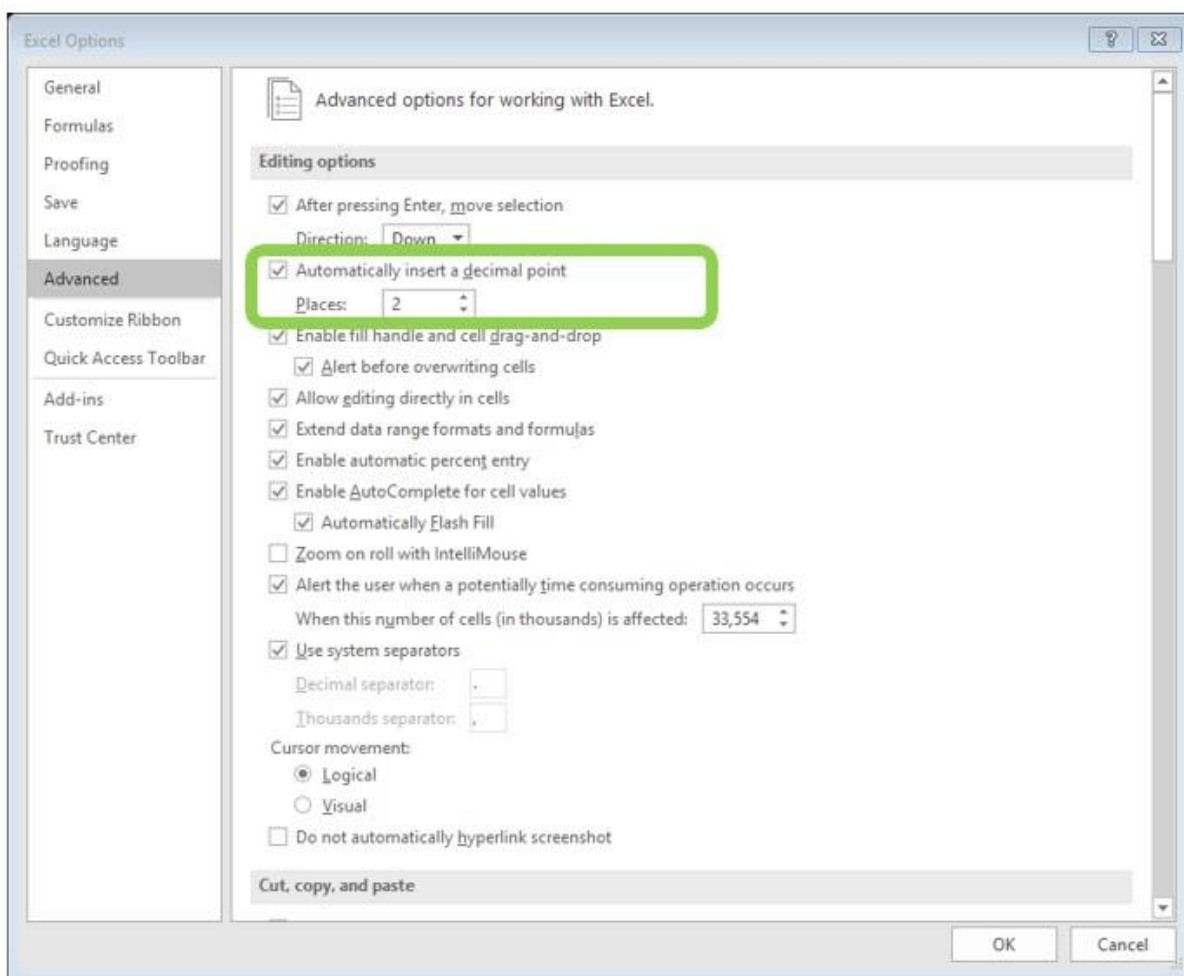 Excel Options
General
Formulas
Proofing
Save
Language
Advanced
Customize Ribbon
Quick Access Toolbar
Add-ins
Trust Center
Advanced options for working with Excel.
Editing options
After pressing Enter, move selection
Direction: Down
Automatically insert a decimal point
Places: 2
Enable fill handle and cell drag-and-drop
Alert before overwriting cells
Allow editing directly in cells
Extend data range formats and formulas
Enable automatic percent entry
Enable AutoComplete for cell values
Automatically Flash Fill
Zoom on roll with IntelliMouse
Alert the user when a potentially time consuming operation occurs
When this number of cells (in thousands) is affected: 33,554
Use system separators
Decimal separator: .
Thousands separator: ,
Cursor movement:
Logical
Visual
Do not automatically hyperlink screenshot
Cut, copy, and paste
OK Cancel